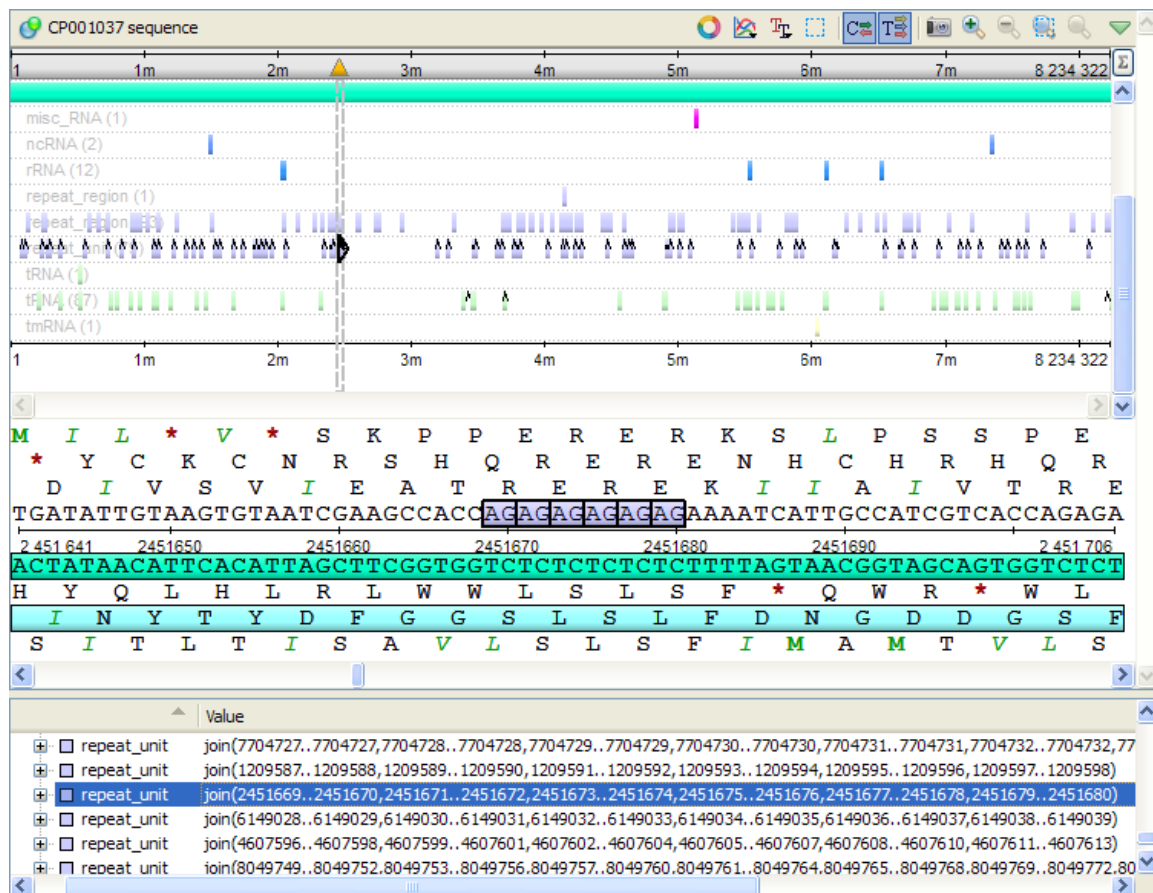 CP001037 sequence
C T
1 1m 2m 3m 4m 5m 6m 7m 8 234 322 Σ
misc_RNA (1)
ncRNA (2)
rRNA (12)
repeat_region (1)
tRNA (1)
tRNA (87)
tmRNA (1)
1 1m 2m 3m 4m 5m 6m 7m 8 234 322
M I L * V * S K P P E R E R K S L P S S P E
* Y C K C N R S H Q R E R E N H C H R H Q R
D I V S V I E A T R E R E K I I A I V T R E
TGATATTGTAAGTGTAATCGAAGCCACCAGAGAGAGAGAGAAAATCATTGCCATCGTCACCAGAGA
2 451 641 2451650 2451660 2451670 2451680 2451690 2 451 706
ACTATAACATTCACATTAGCTTCGGTGGTCTCTCTCTCTCTTTTAGTAACGGTAGCAGTGGTCTCT
H Y Q L H L R L W W L S L S F * Q W R * W L
I N Y T Y D F G G S L S L F D N G D D G S F
S I T L T I S A V L S L S F I M A M T V L S
Value
repeat_unit join(7704727..7704727,7704728..7704728,7704729..7704729,7704730..7704730,7704731..7704731,7704732..7704732,77
repeat_unit join(1209587..1209588,1209589..1209590,1209591..1209592,1209593..1209594,1209595..1209596,1209597..1209598)
repeat_unit join(2451669..2451670,2451671..2451672,2451673..2451674,2451675..2451676,2451677..2451678,2451679..2451680)
repeat_unit join(6149028..6149029,6149030..6149031,6149032..6149033,6149034..6149035,6149036..6149037,6149038..6149039)
repeat_unit join(4607596..4607598,4607599..4607601,4607602..4607604,4607605..4607607,4607608..4607610,4607611..4607613)
repeat_unit join(8049749..8049752,8049753..8049756,8049757..8049760,8049761..8049764,8049765..8049768,8049769..8049772,80